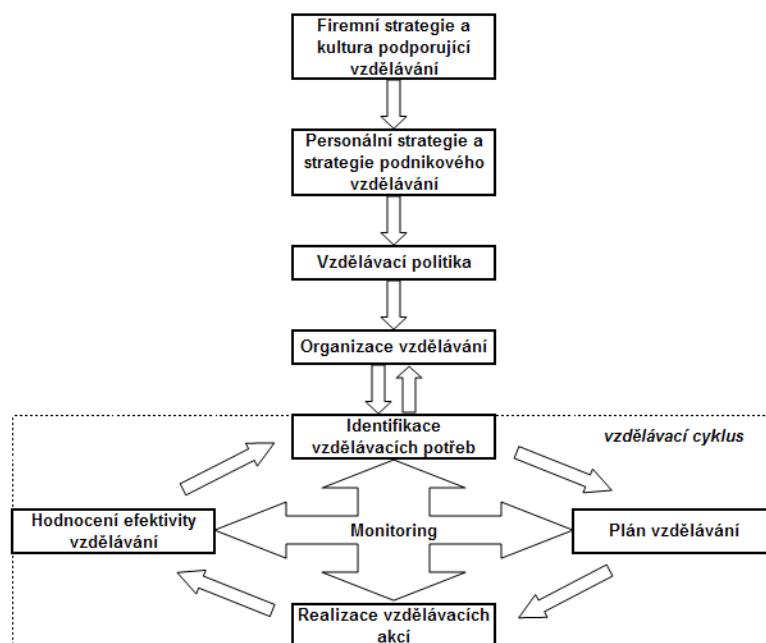 Firemní strategie a
kultura podporující
vzdělávání
Personální strategie a
strategie podnikového
vzdělávání
Vzdělávací politika
Organizace vzdělávání
Identifikace
vzdělávacích potřeb
vzdělávací cyklus
Hodnocení efektivity
vzdělávání
Monitoring
Plán vzdělávání
Realizace vzdělávacích
akcí